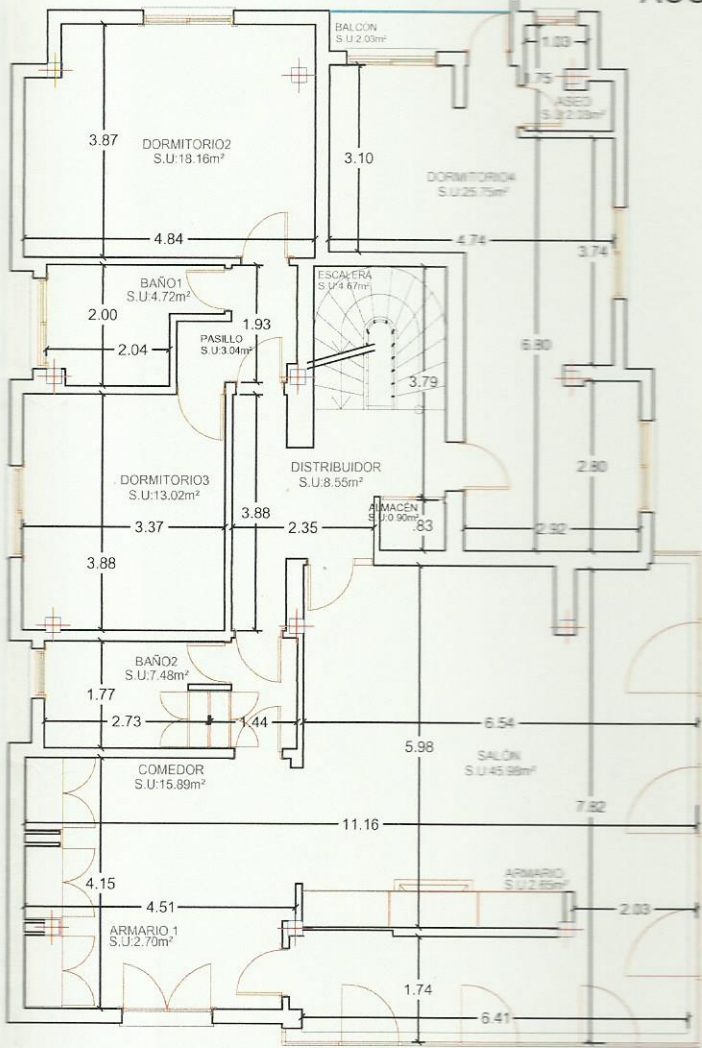 BALCON
S.U:2.03m²
1.03
.75
ASEO
3.87
DORMITORIO2
S.U:18.16m²
3.10
DORMITORIO4
S.U:25.75m²
4.84
4.74
3.74
BAÑO1
S.U:4.72m²
ESCALERA
S.U:4.67m²
2.00
2.04
PASILLO
S.U:3.04m²
1.93
6.80
3.79
DORMITORIO3
S.U:13.02m²
DISTRIBUIDOR
S.U:8.55m²
2.80
ALMACÉN
S.U:0.90m²
.83
3.37
3.88
2.35
2.92
3.88
BAÑO2
S.U:7.48m²
1.77
2.73
1.44
6.54
5.98
COMEDOR
S.U:15.89m²
SALÓN
S.U:45.98m²
7.82
11.16
4.15
4.51
ARMARIO
S.U:2.65m²
2.03
ARMARIO 1
S.U:2.70m²
1.74
6.41